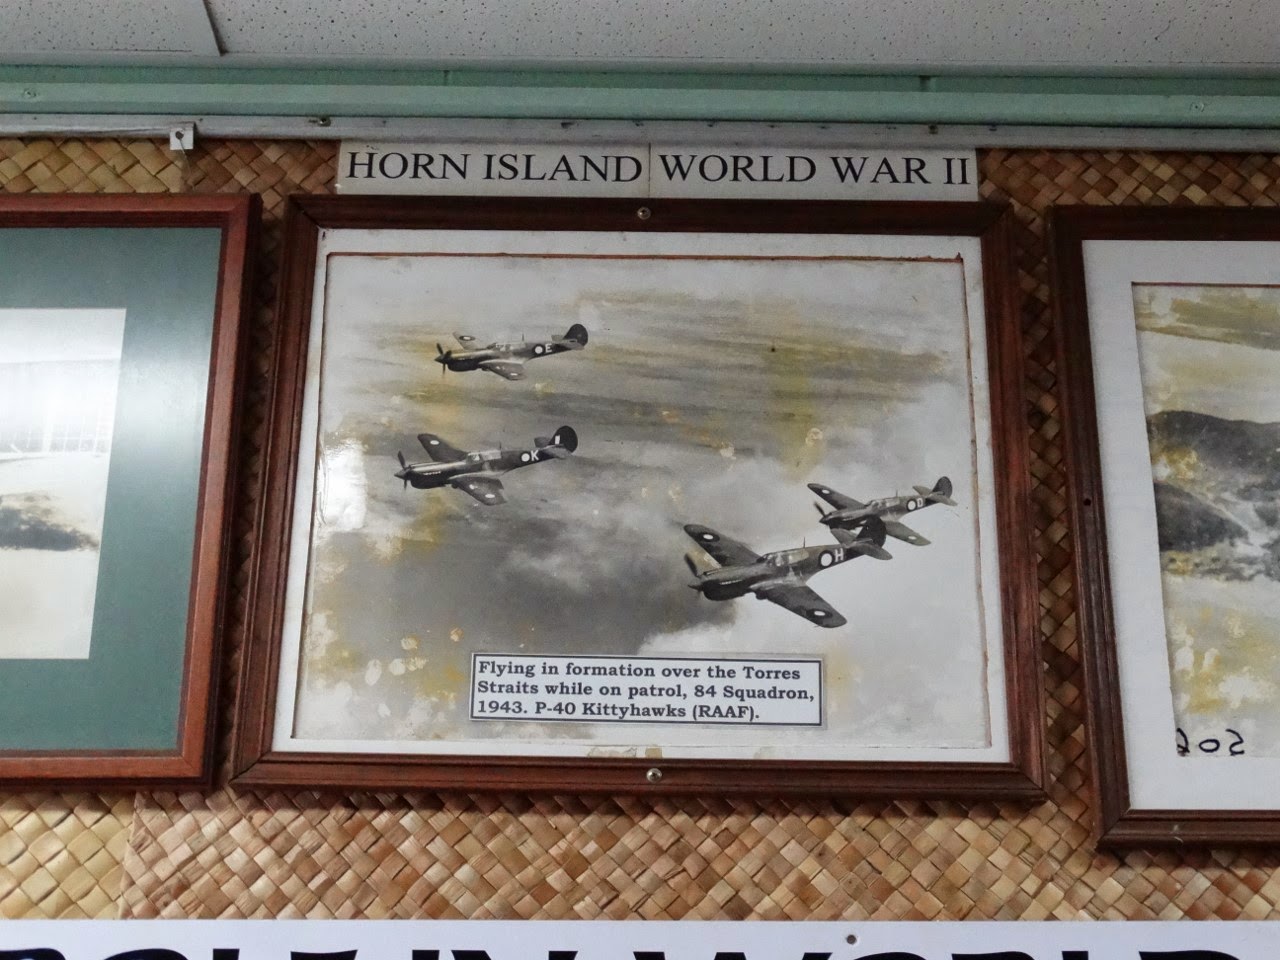 HORN ISLAND WORLD WAR II
E
K
D
H
Flying in formation over the Torres
Straits while on patrol, 84 Squadron,
1943. P-40 Kittyhawks (RAAF).
WORLD